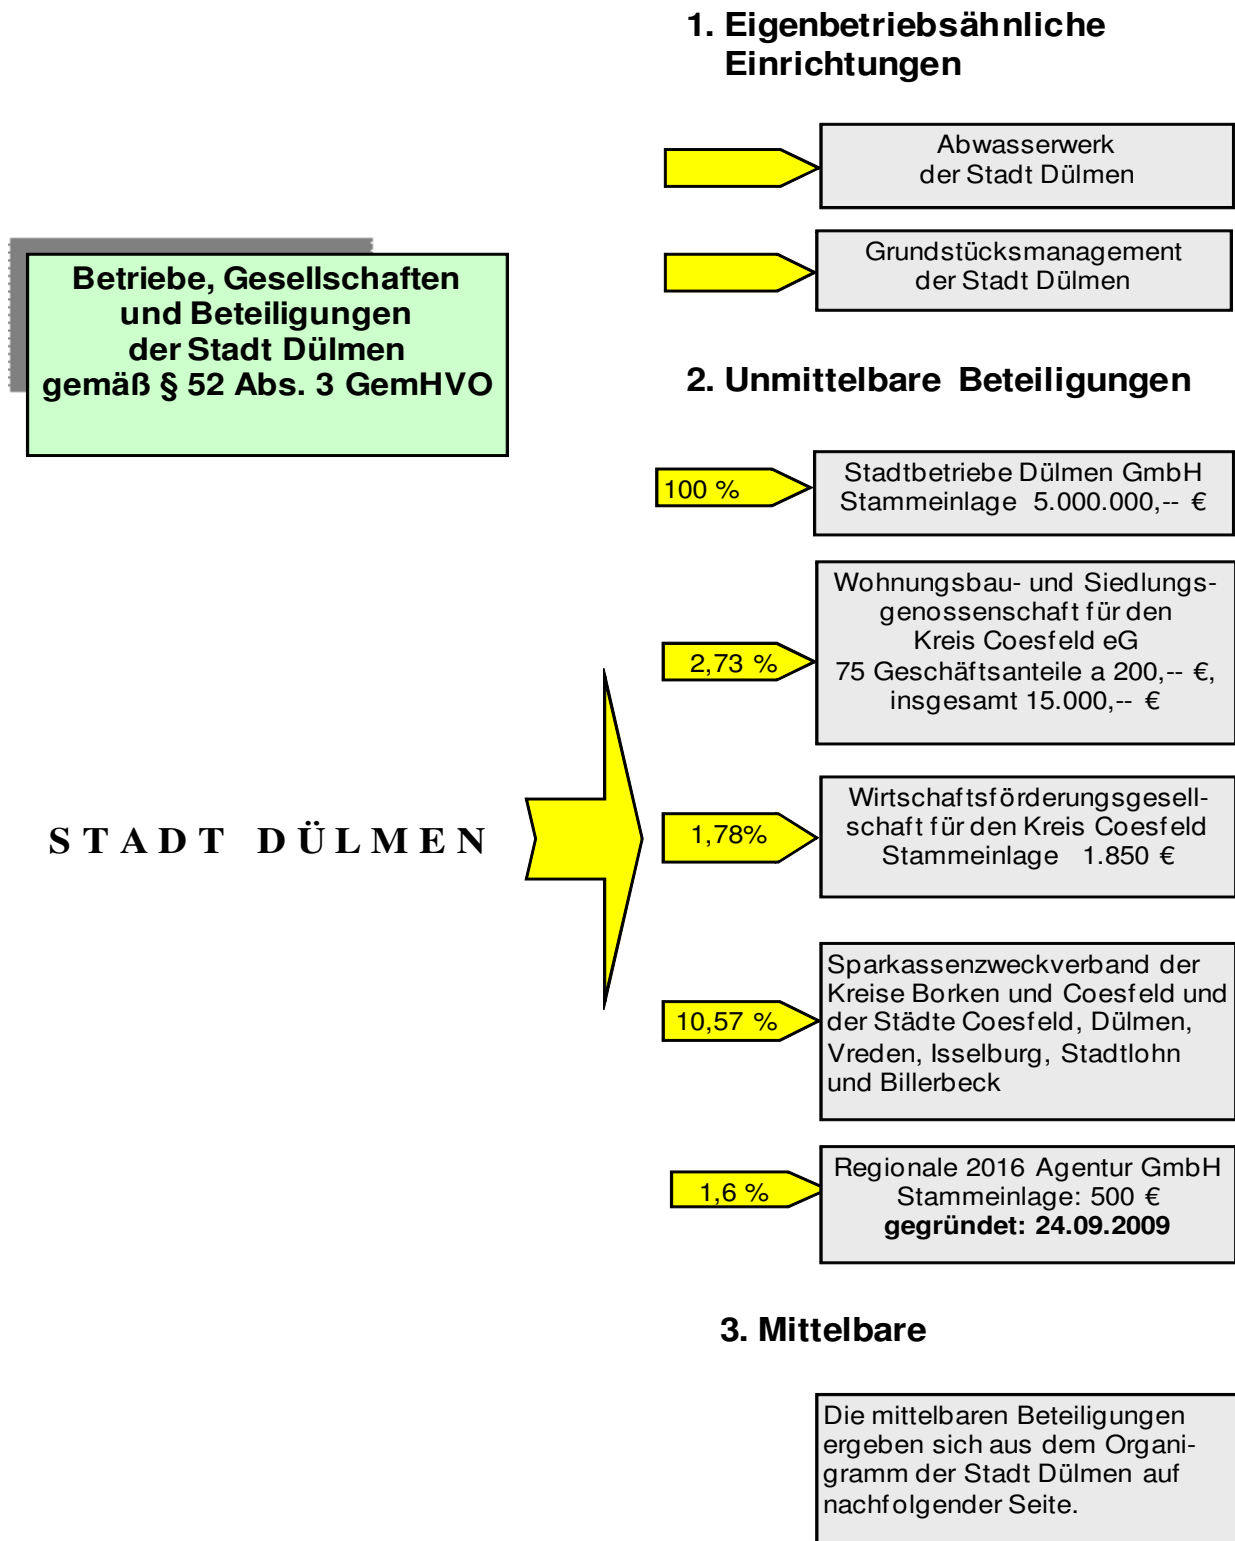 1. Eigenbetriebsähnliche
Einrichtungen
Abwasserwerk
der Stadt Dülmen
Grundstücksmanagement
der Stadt Dülmen
Betriebe, Gesellschaften
und Beteiligungen
der Stadt Dülmen
gemäß § 52 Abs. 3 GemHVO
2. Unmittelbare Beteiligungen
100 %
Stadtbetriebe Dülmen GmbH
Stammeinlage 5.000.000,-- €
2,73 %
Wohnungsbau- und Siedlungs-
genossenschaft für den
Kreis Coesfeld eG
75 Geschäftsanteile a 200,-- €,
insgesamt 15.000,-- €
STADT DÜLMEN
1,78%
Wirtschaftsförderungsgesell-
schaft für den Kreis Coesfeld
Stammeinlage 1.850 €
10,57 %
Sparkassenzweckverband der
Kreise Borken und Coesfeld und
der Städte Coesfeld, Dülmen,
Vreden, Isselburg, Stadtlohn
und Billerbeck
1,6 %
Regionale 2016 Agentur GmbH
Stammeinlage: 500 €
gegründet: 24.09.2009
3. Mittelbare
Die mittelbaren Beteiligungen
ergeben sich aus dem Organi-
gramm der Stadt Dülmen auf
nachfolgender Seite.